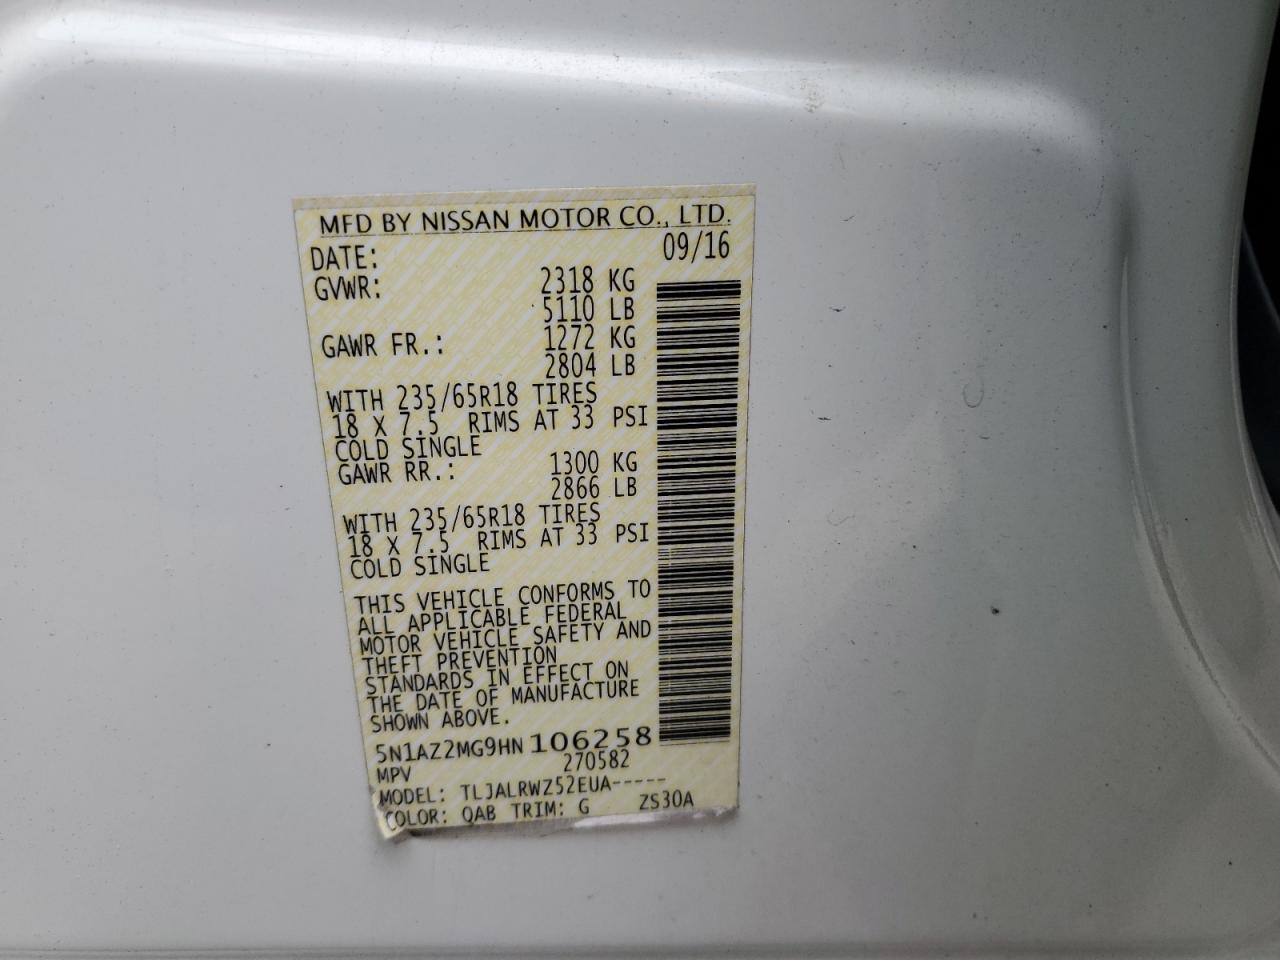 MFD BY NISSAN MOTOR CO., LTD.
DATE: 09/16
GVWR: 2318 KG
5110 LB
GAWR FR.: 1272 KG
2804 LB
WITH 235/65R18 TIRES
18 X 7.5 RIMS AT 33 PSI
COLD SINGLE
GAWR RR.: 1300 KG
2866 LB
WITH 235/65R18 TIRES
18 X 7.5 RIMS AT 33 PSI
COLD SINGLE
THIS VEHICLE CONFORMS TO
ALL APPLICABLE FEDERAL
MOTOR VEHICLE SAFETY AND
THEFT PREVENTION
STANDARDS IN EFFECT ON
THE DATE OF MANUFACTURE
SHOWN ABOVE.
5N1AZ2MG9HN106258
MPV 270582
MODEL: TLJALRWZ52EUA-----
COLOR: QAB TRIM: G ZS30A